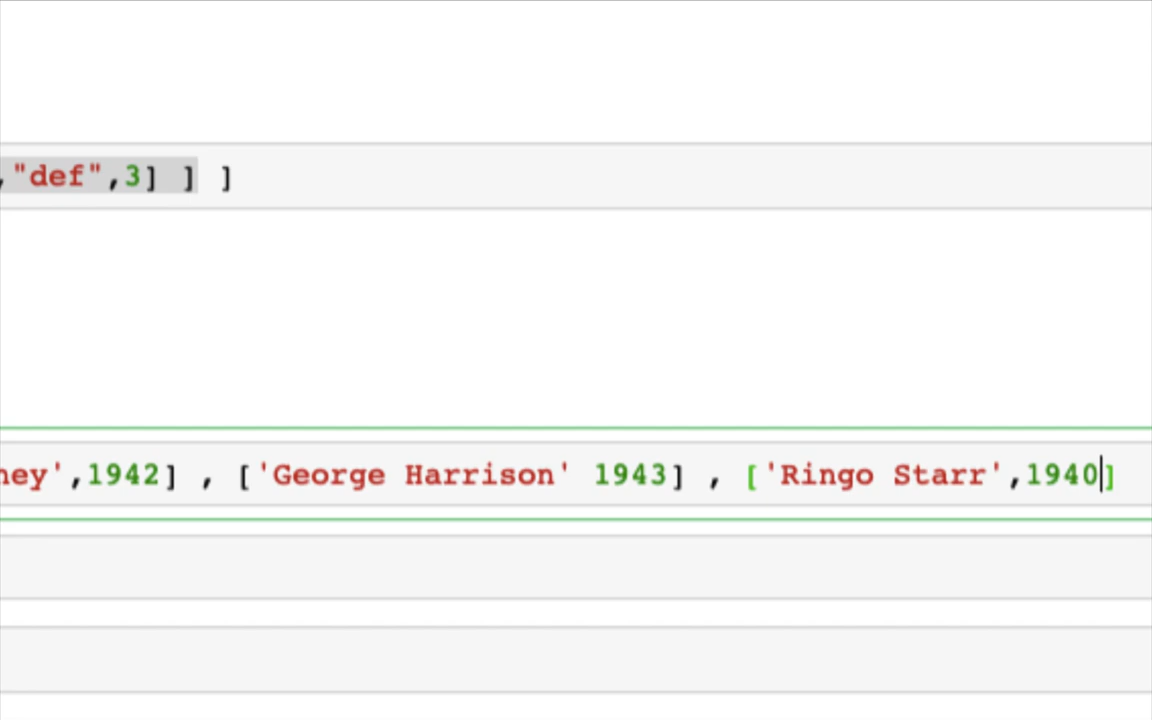 ,"def",3] ] ]
ney',1942] , ['George Harrison' 1943] , ['Ringo Starr',1940]